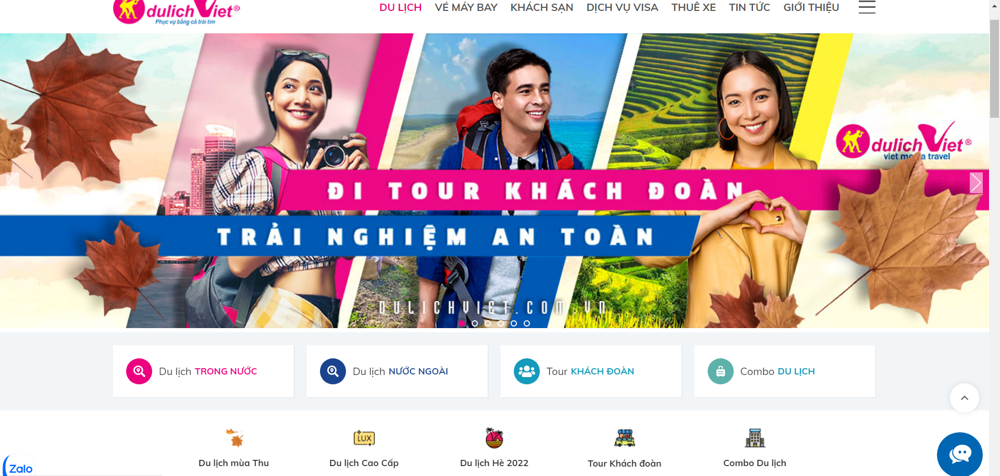 dulichViet®
Phục vụ bằng cả trái tim
DU LỊCH VÉ MÁY BAY KHÁCH SẠN DỊCH VỤ VISA THUÊ XE TIN TỨC GIỚI THIỆU
dulichViet®
viet media travel
ĐI TOUR KHÁCH ĐOÀN
TRẢI NGHIỆM AN TOÀN
DULICHVIET.COM.VN
Du lịch TRONG NƯỚC
Du lịch NƯỚC NGOÀI
Tour KHÁCH ĐOÀN
Combo DU LỊCH
LUX
Du lịch mùa Thu
Du lịch Cao Cấp
Du lịch Hè 2022
Tour Khách đoàn
Combo Du lịch
Zalo